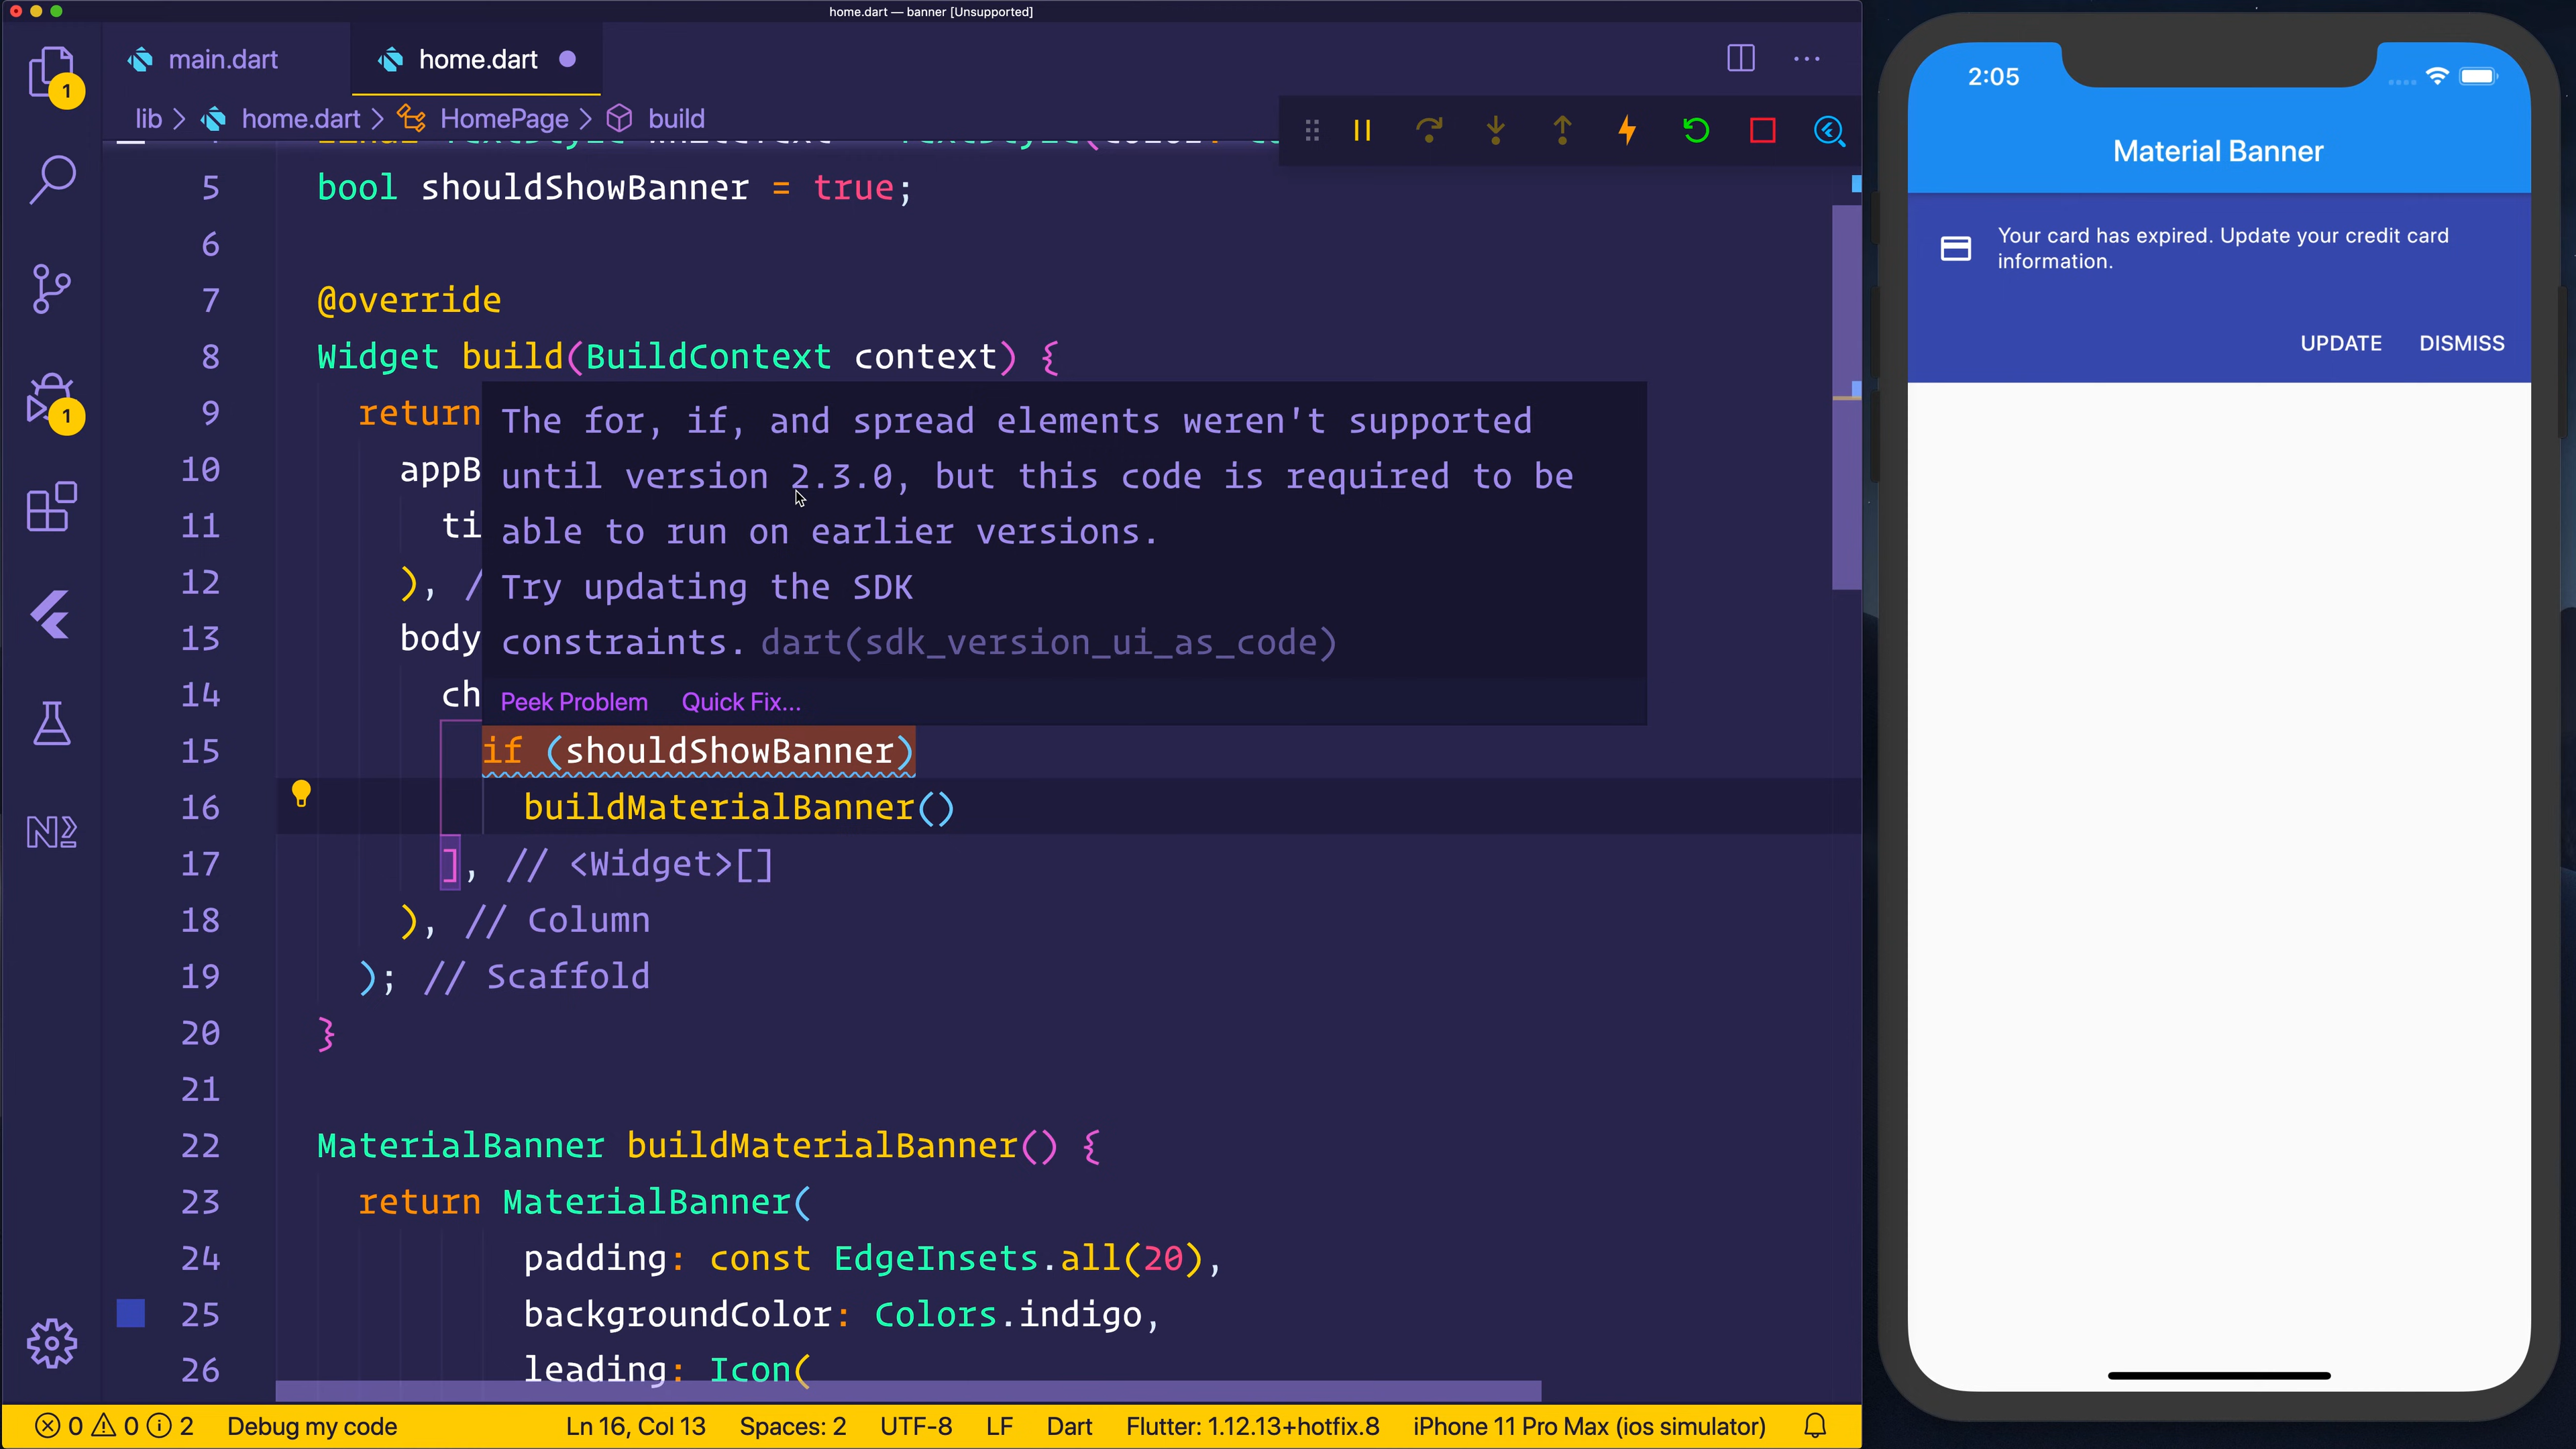 home.dart — banner [Unsupported]
main.dart
home.dart
lib > home.dart > HomePage > build
1
5 bool shouldShowBanner = true;
6
7 @override
8 Widget build(BuildContext context) {
9 return
10 appB
11 ti
12 ), /
13 body
14 ch
The for, if, and spread elements weren't supported
until version 2.3.0, but this code is required to be
able to run on earlier versions.
Try updating the SDK
constraints. dart(sdk_version_ui_as_code)
Peek Problem Quick Fix...
15 if (shouldShowBanner)
16 buildMaterialBanner()
17 ], // <Widget>[]
18 ), // Column
19 ); // Scaffold
20 }
21
22 MaterialBanner buildMaterialBanner() {
23 return MaterialBanner(
24 padding: const EdgeInsets.all(20),
25 backgroundColor: Colors.indigo,
26 leading: Icon(
1
0 0 2 Debug my code Ln 16, Col 13 Spaces: 2 UTF-8 LF Dart Flutter: 1.12.13+hotfix.8 iPhone 11 Pro Max (ios simulator)
2:05
Material Banner
Your card has expired. Update your credit card
information.
UPDATE DISMISS